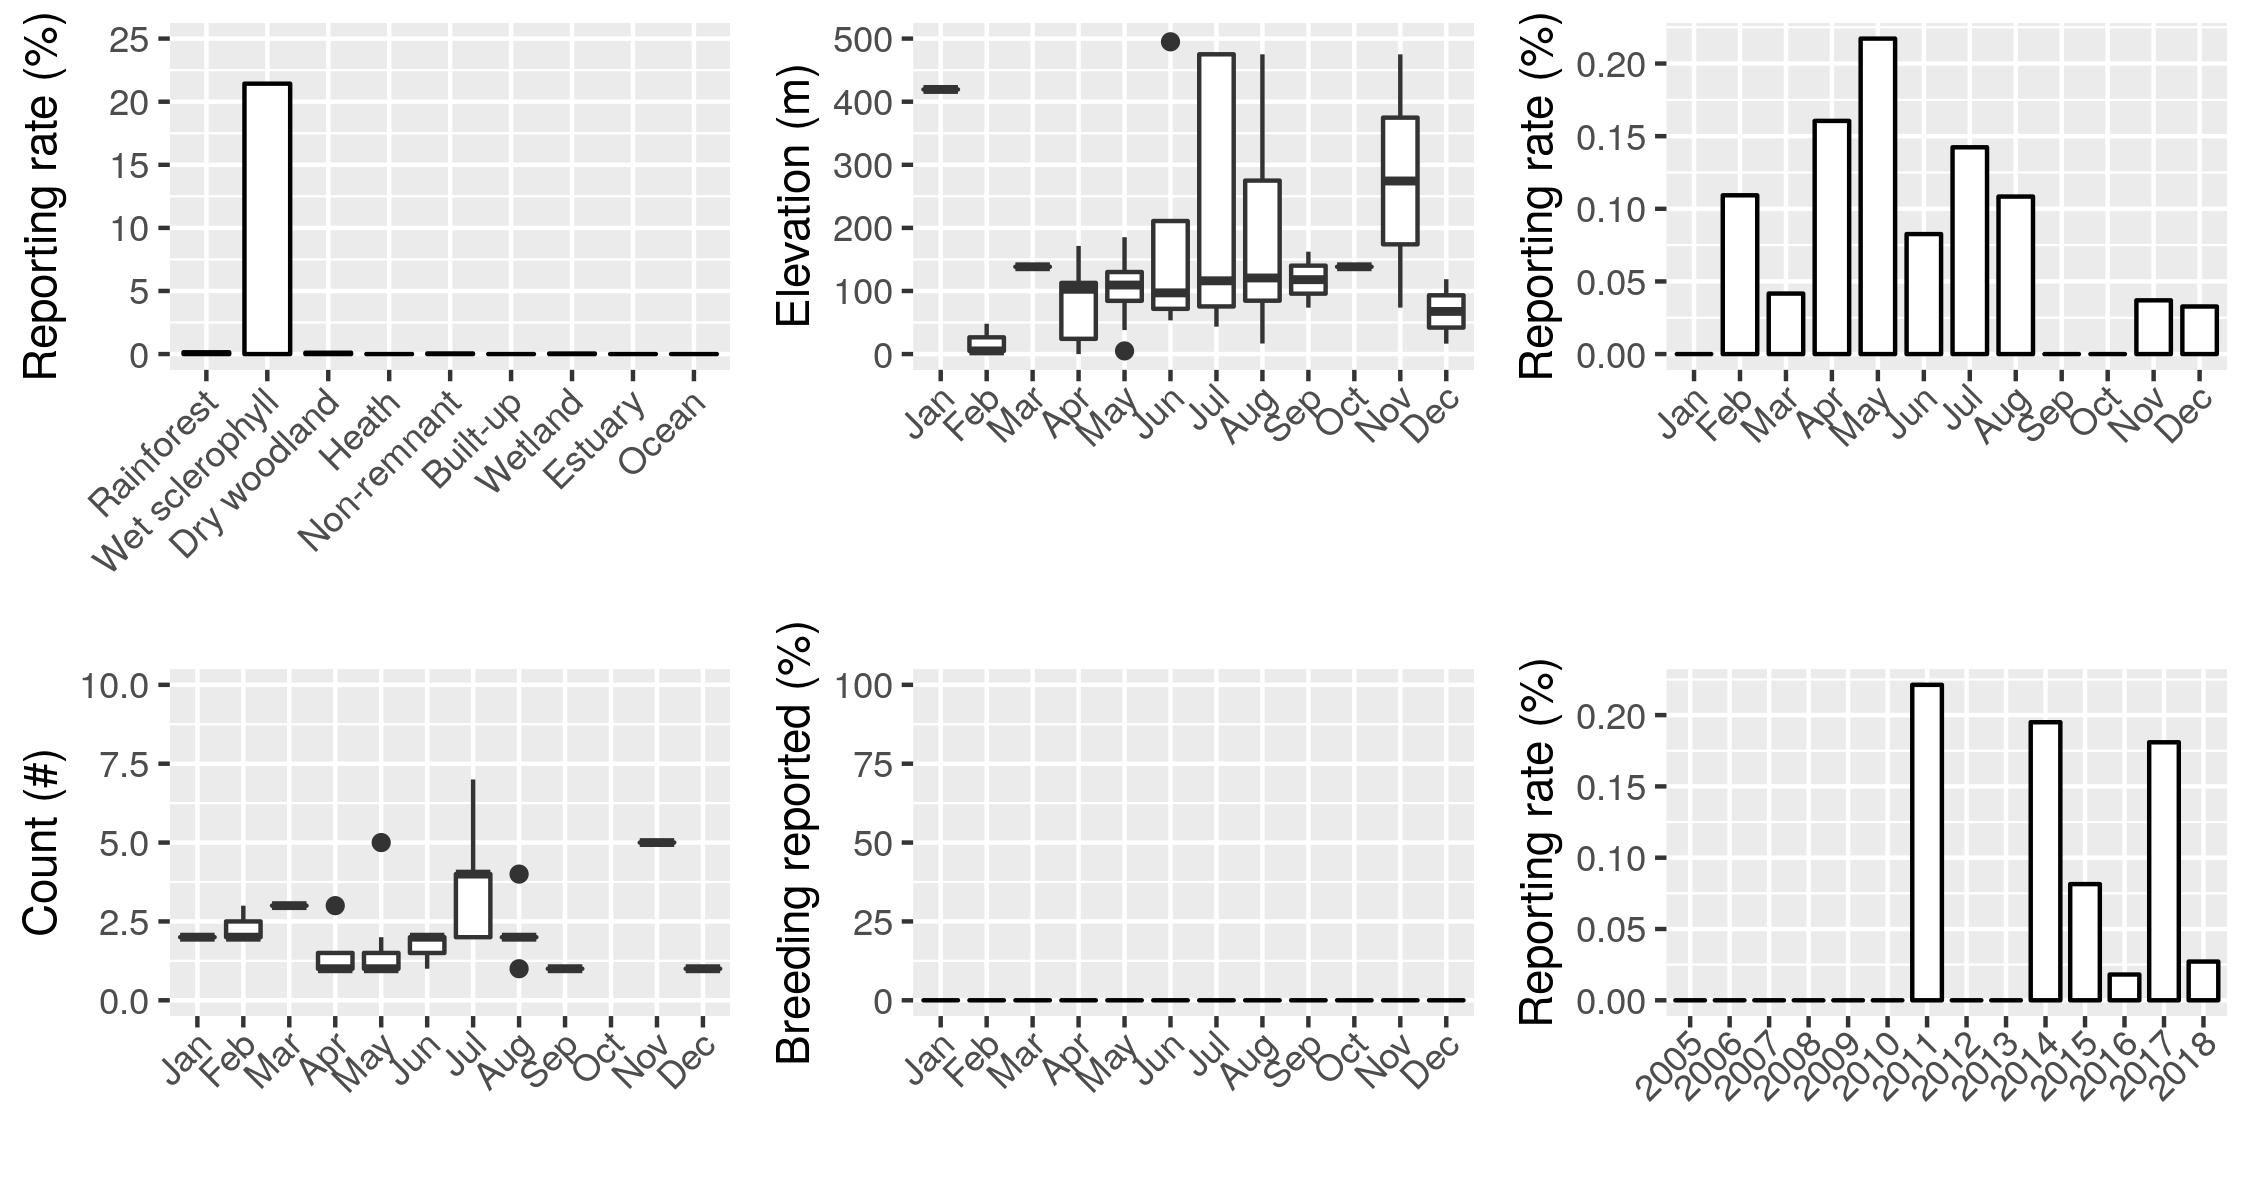 Reporting rate (%)
25
20
15
10
5
0
Rainforest
Wet sclerophyll
Dry woodland
Heath
Non-remnant
Built-up
Wetland
Estuary
Ocean
Elevation (m)
500
400
300
200
100
0
Jan
Feb
Mar
Apr
May
Jun
Jul
Aug
Sep
Oct
Nov
Dec
Reporting rate (%)
0.20
0.15
0.10
0.05
0.00
Jan
Feb
Mar
Apr
May
Jun
Jul
Aug
Sep
Oct
Nov
Dec
Count (#)
10.0
7.5
5.0
2.5
0.0
Jan
Feb
Mar
Apr
May
Jun
Jul
Aug
Sep
Oct
Nov
Dec
Breeding reported (%)
100
75
50
25
0
Jan
Feb
Mar
Apr
May
Jun
Jul
Aug
Sep
Oct
Nov
Dec
Reporting rate (%)
0.20
0.15
0.10
0.05
0.00
2005
2006
2007
2008
2009
2010
2011
2012
2013
2014
2015
2016
2017
2018